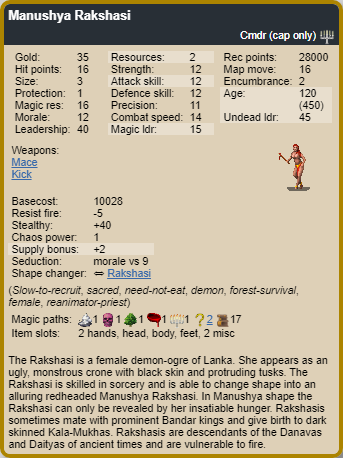 Manushya Rakshasi
Cmdr (cap only)
Gold: 35 Resources: 2 Rec points: 28000
Hit points: 16 Strength: 12 Map move: 16
Size: 3 Attack skill: 12 Encumbrance: 2
Protection: 1 Defence skill: 12 Age: 120
Magic res: 16 Precision: 11 (450)
Morale: 12 Combat speed: 14 Undead ldr: 45
Leadership: 40 Magic ldr: 15
Weapons:
Mace
Kick
Basecost: 10028
Resist fire: -5
Stealthy: +40
Chaos power: 1
Supply bonus: +2
Seduction: morale vs 9
Shape changer: ⇔ Rakshasi
(Slow-to-recruit, sacred, need-not-eat, demon, forest-survival,
female, reanimator-priest)
Magic paths: 1 1 1 1 1 ? 2 17
Item slots: 2 hands, head, body, feet, 2 misc
The Rakshasi is a female demon-ogre of Lanka. She appears as an
ugly, monstrous crone with black skin and protruding tusks. The
Rakshasi is skilled in sorcery and is able to change shape into an
alluring redheaded Manushya Rakshasi. In Manushya shape the
Rakshasi can only be revealed by her insatiable hunger. Rakshasis
sometimes mate with prominent Bandar kings and give birth to dark
skinned Kala-Mukhas. Rakshasis are descendants of the Danavas
and Daityas of ancient times and are vulnerable to fire.